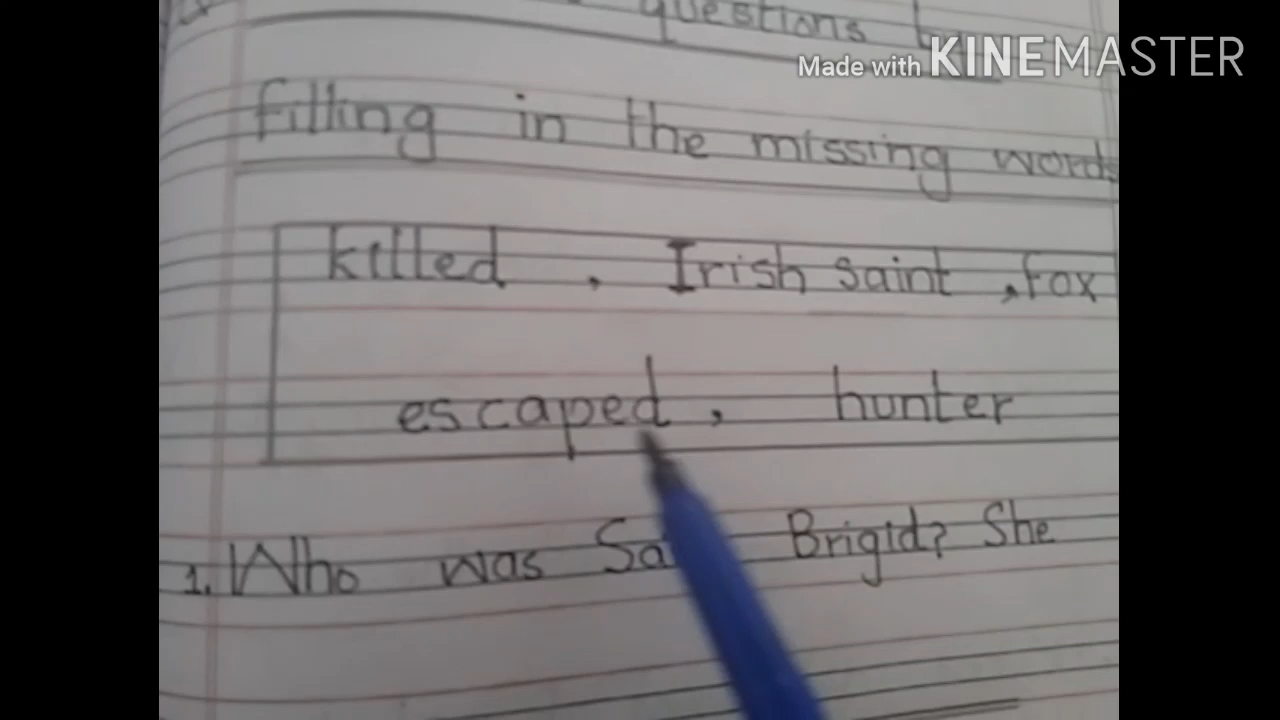 questions
Made with KINEMASTER
filling in the missing words
killed , Irish saint , Fox
escaped , hunter
1. Who was Brigid? She